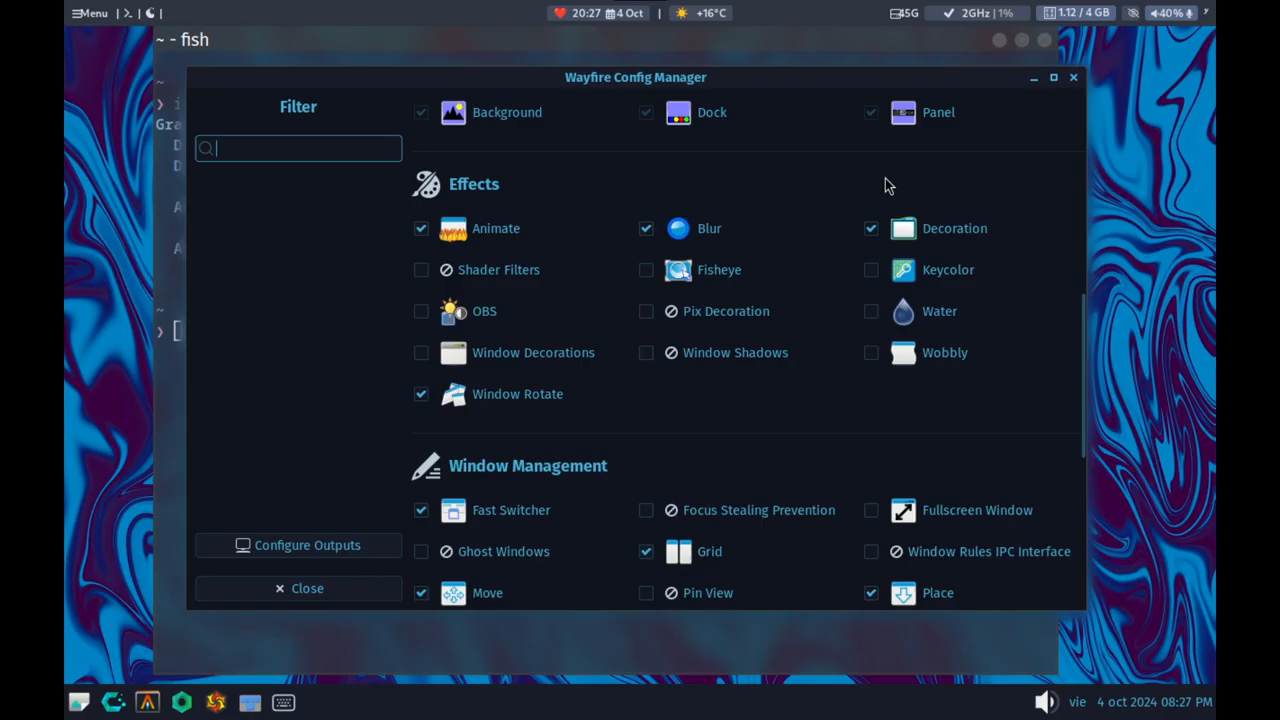 Menu
20:27 4 Oct
+16°C
45G
2GHz | 1%
1.12 / 4 GB
40%
~ - fish
Wayfire Config Manager
~
❯ i
Gra
D
D
A
A
~
❯
Filter
Background
Dock
Panel
Effects
Animate
Blur
Decoration
Shader Filters
Fisheye
Keycolor
OBS
Pix Decoration
Water
Window Decorations
Window Shadows
Wobbly
Window Rotate
Window Management
Fast Switcher
Focus Stealing Prevention
Fullscreen Window
Ghost Windows
Grid
Window Rules IPC Interface
Move
Pin View
Place
Configure Outputs
Close
vie 4 oct 2024 08:27 PM